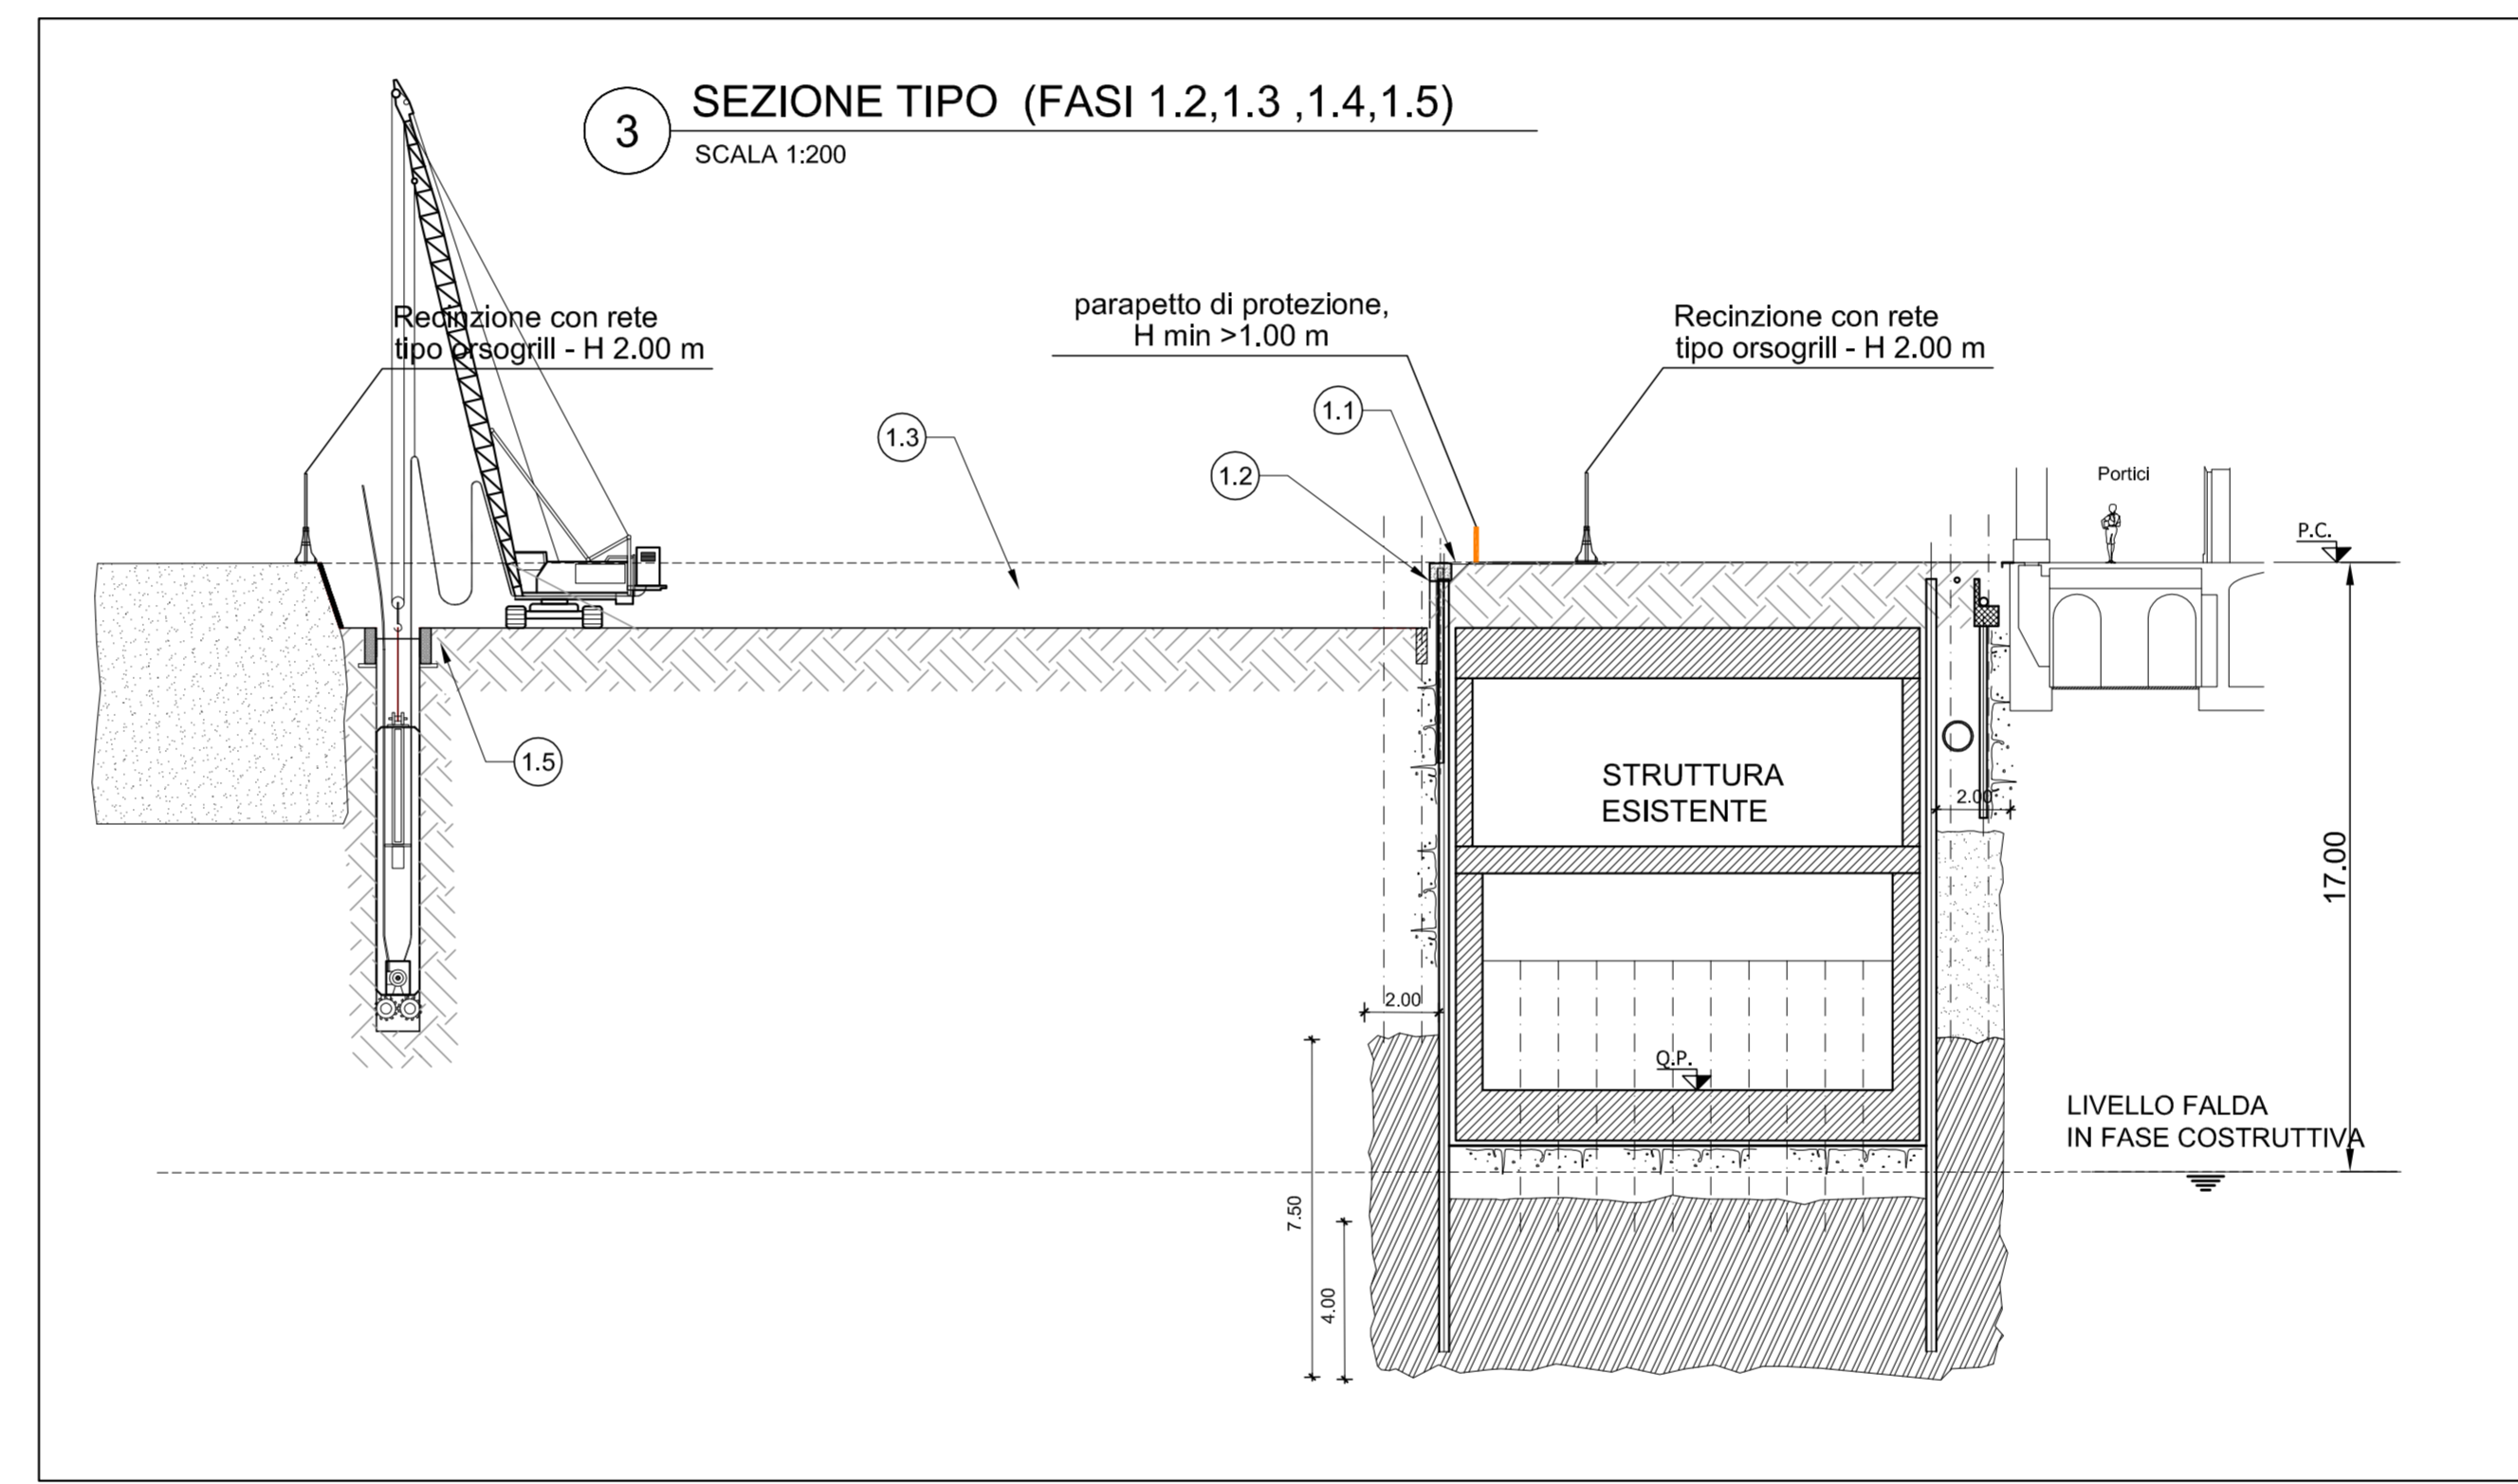 3
SEZIONE TIPO (FASI 1.2,1.3 ,1.4,1.5)
SCALA 1:200
Recinzione con rete
tipo orsogrill - H 2.00 m
parapetto di protezione,
H min >1.00 m
Recinzione con rete
tipo orsogrill - H 2.00 m
1.1
1.3
1.2
Portici
P.C.
1.5
STRUTTURA
ESISTENTE
2.00
17.00
2.00
Q.P.
LIVELLO FALDA
IN FASE COSTRUTTIVA
7.50
4.00